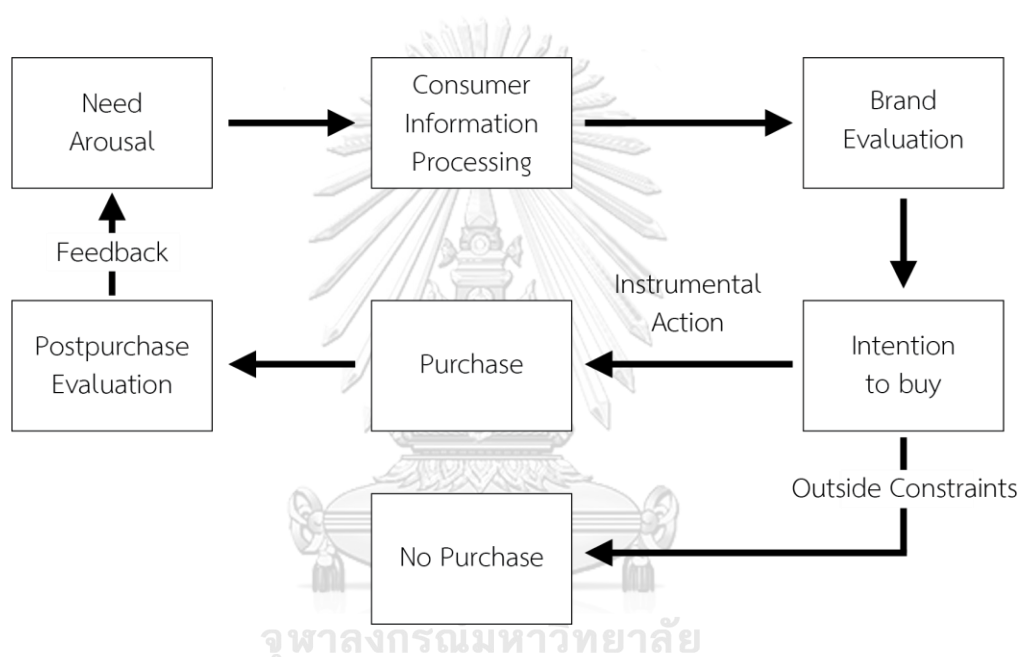 Need
Arousal
Consumer
Information
Processing
Brand
Evaluation
Feedback
Instrumental
Action
Postpurchase
Evaluation
Purchase
Intention
to buy
Outside Constraints
No Purchase
จุฬาลงกรณ์มหาวิทยาลัย